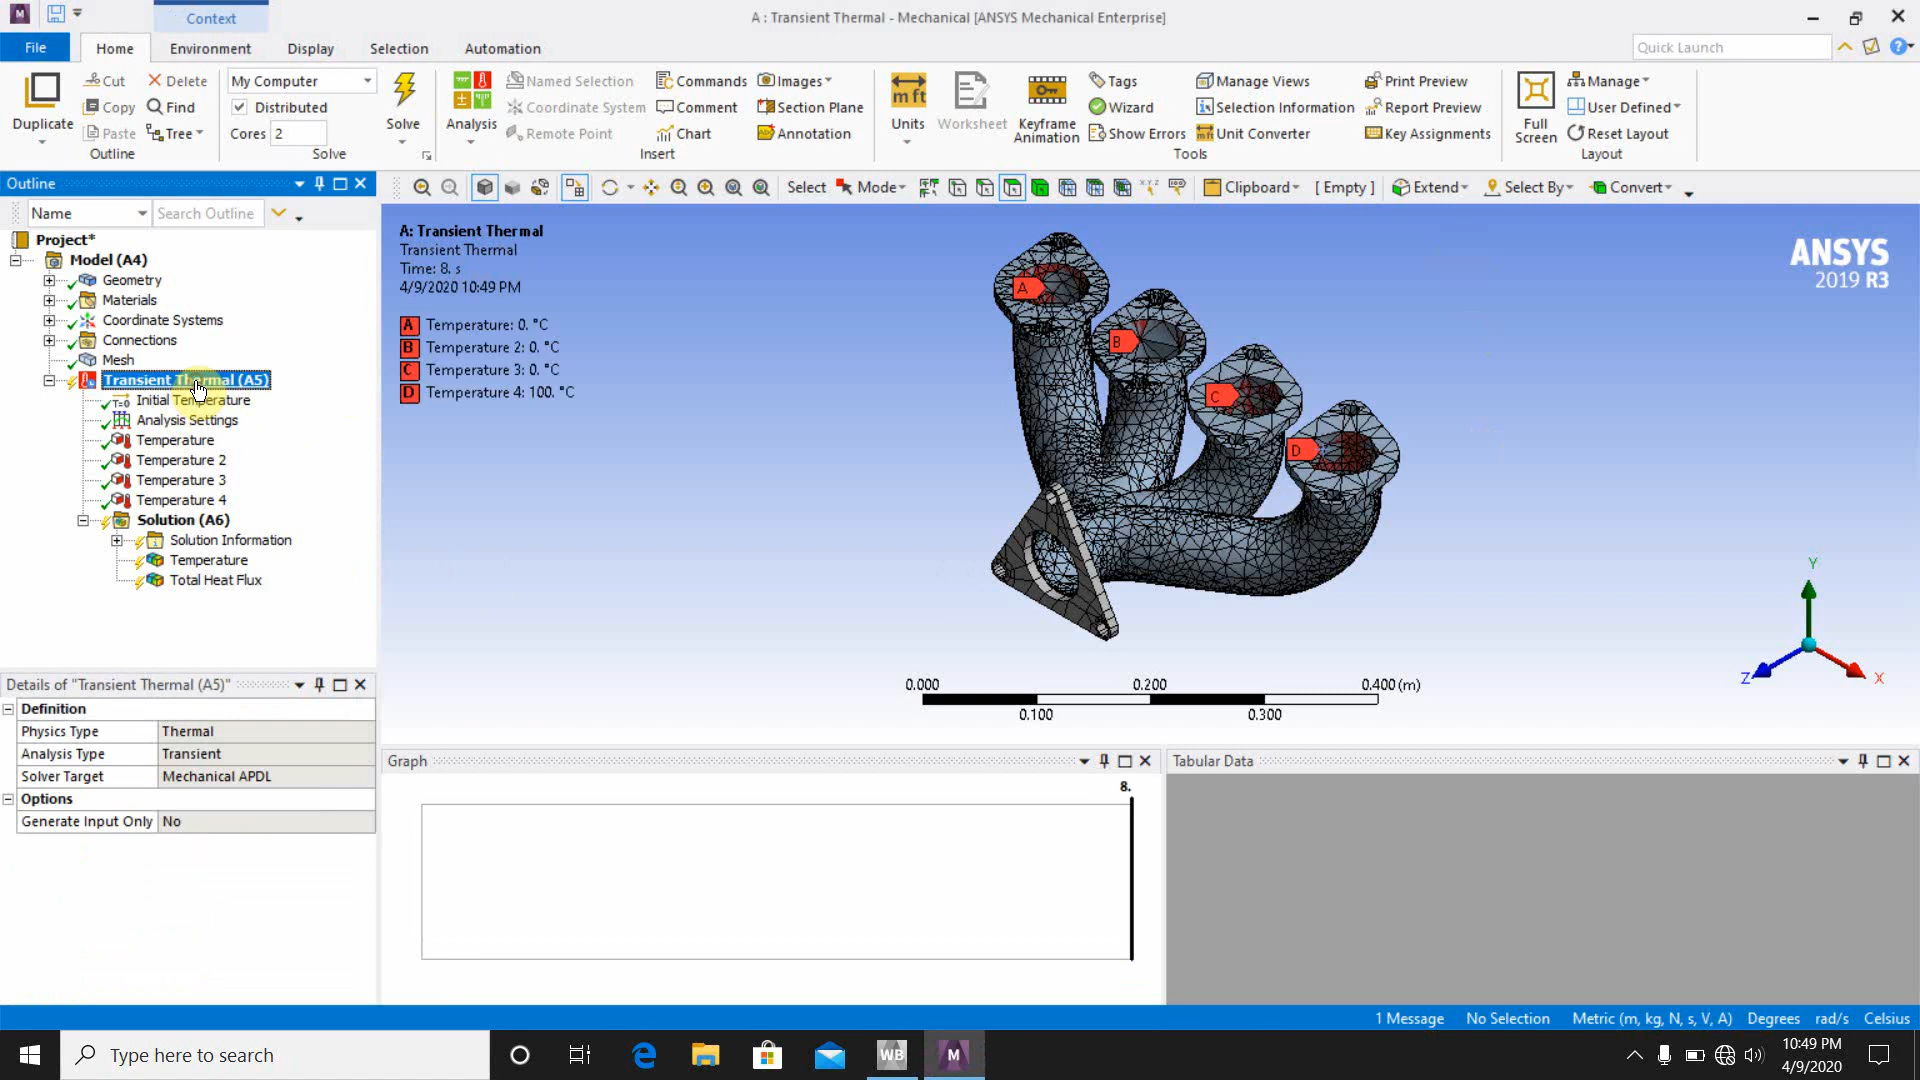 Context
A : Transient Thermal - Mechanical [ANSYS Mechanical Enterprise]
File
Home
Environment
Display
Selection
Automation
Quick Launch
Duplicate
Cut
Copy
Paste
Delete
Find
Tree
Outline
My Computer
Distributed
Cores 2
Solve
Solve
Analysis
Named Selection
Coordinate System
Remote Point
Commands
Comment
Chart
Images
Section Plane
Annotation
Insert
Units
Worksheet
Keyframe
Animation
Tags
Wizard
Show Errors
Manage Views
Selection Information
Unit Converter
Print Preview
Report Preview
Key Assignments
Tools
Full
Screen
Manage
User Defined
Reset Layout
Layout
Outline
Select
Mode
Clipboard
[ Empty ]
Extend
Select By
Convert
Name
Search Outline
Project*
Model (A4)
Geometry
Materials
Coordinate Systems
Connections
Mesh
Transient Thermal (A5)
Initial Temperature
Analysis Settings
Temperature
Temperature 2
Temperature 3
Temperature 4
Solution (A6)
Solution Information
Temperature
Total Heat Flux
A: Transient Thermal
Transient Thermal
Time: 8. s
4/9/2020 10:49 PM
A Temperature: 0. °C
B Temperature 2: 0. °C
C Temperature 3: 0. °C
D Temperature 4: 100. °C
ANSYS
2019 R3
A
B
C
D
Y
Z
X
0.000
0.200
0.400 (m)
0.100
0.300
Details of "Transient Thermal (A5)"
Definition
Physics Type Thermal
Analysis Type Transient
Solver Target Mechanical APDL
Options
Generate Input Only No
Graph
8.
Tabular Data
1 Message
No Selection
Metric (m, kg, N, s, V, A)
Degrees
rad/s
Celsius
Type here to search
WB
M
10:49 PM
4/9/2020